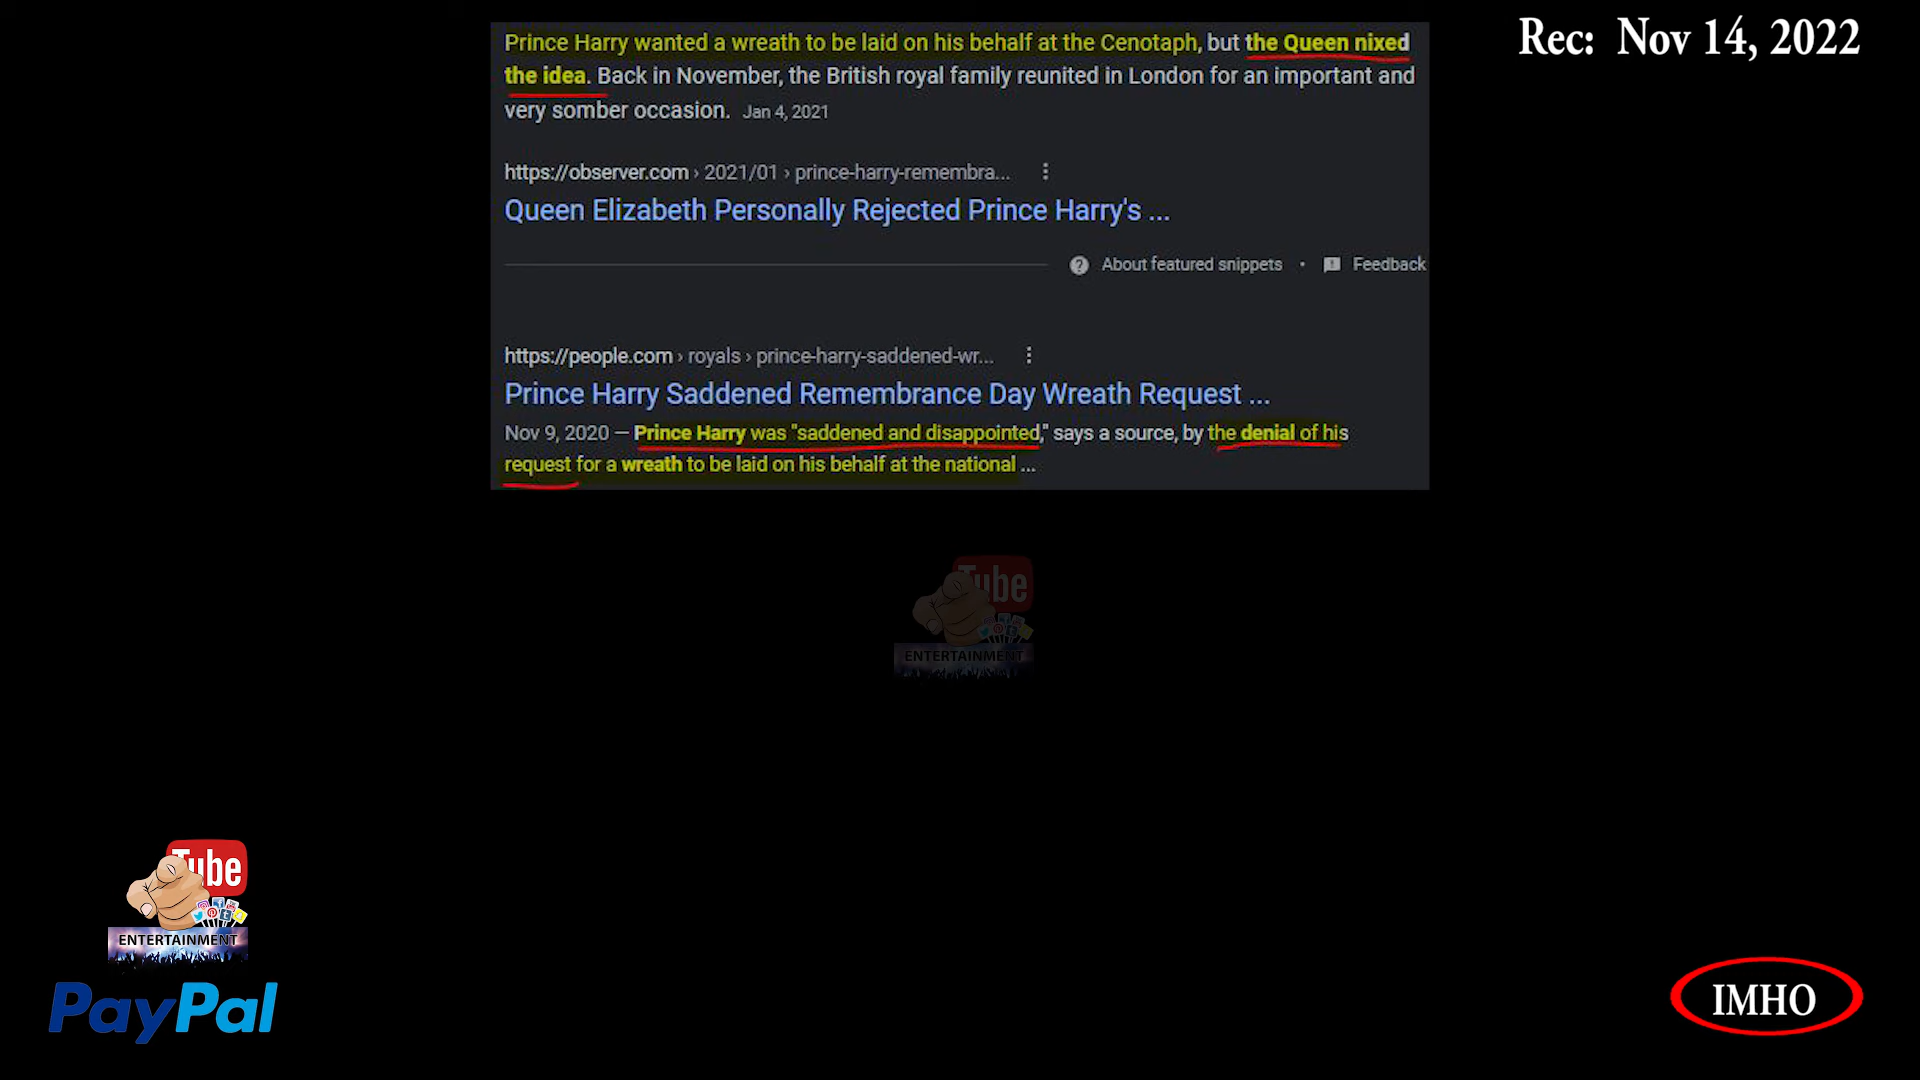 Rec: Nov 14, 2022
Prince Harry wanted a wreath to be laid on his behalf at the Cenotaph, but the Queen nixed
the idea. Back in November, the British royal family reunited in London for an important and
very somber occasion. Jan 4, 2021
https://observer.com › 2021/01 › prince-harry-remembra...
Queen Elizabeth Personally Rejected Prince Harry's ...
About featured snippets • Feedback
https://people.com › royals › prince-harry-saddened-wr...
Prince Harry Saddened Remembrance Day Wreath Request ...
Nov 9, 2020 — Prince Harry was "saddened and disappointed," says a source, by the denial of his
request for a wreath to be laid on his behalf at the national ...
Tube
ENTERTAINMENT
Tube
ENTERTAINMENT
PayPal
IMHO